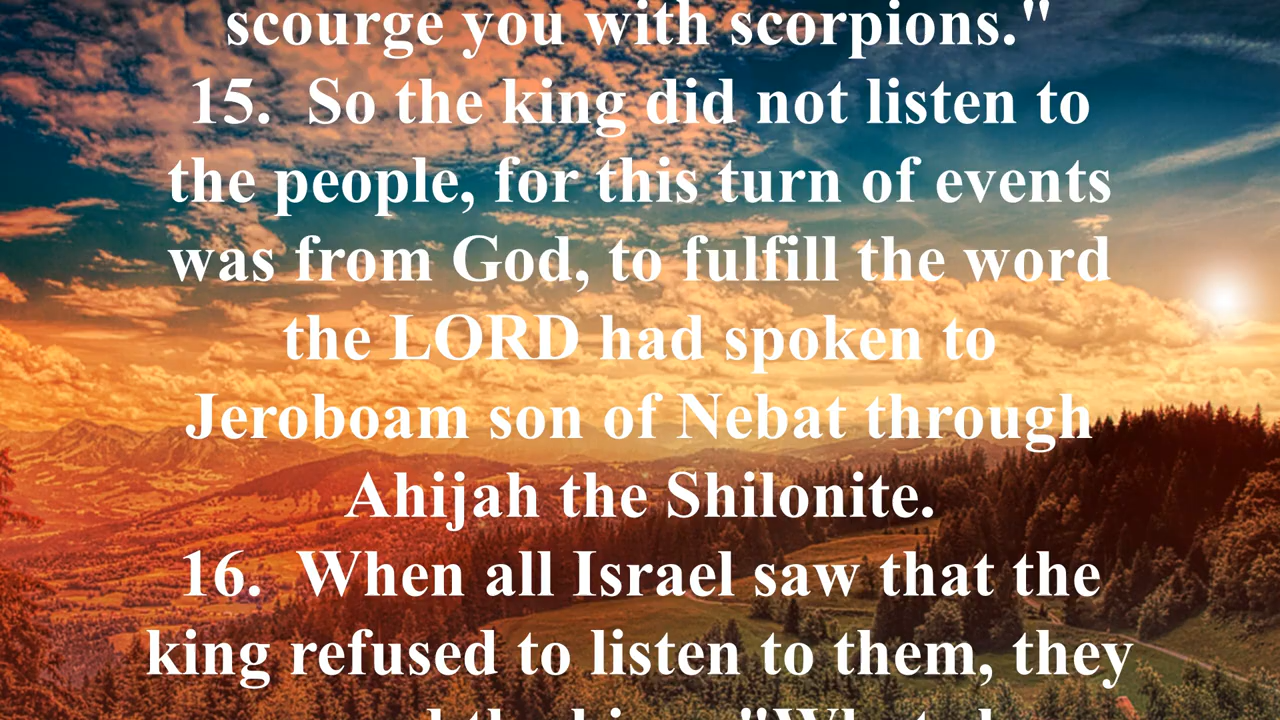 scourge you with scorpions."
15. So the king did not listen to
the people, for this turn of events
was from God, to fulfill the word
the LORD had spoken to
Jeroboam son of Nebat through
Ahijah the Shilonite.
16. When all Israel saw that the
king refused to listen to them, they